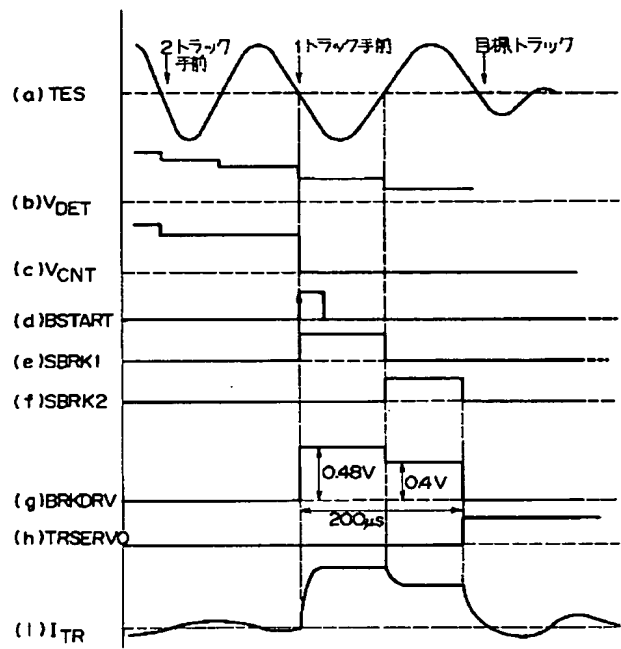 2トラック
手前
1トラック手前
目標トラック
(a)TES
(b)VDET
(c)VCNT
(d)BSTART
(e)SBRK1
(f)SBRK2
0.48V
0.4V
(g)BRKDRV
200μs
(h)TRSERVO
(i)ITR